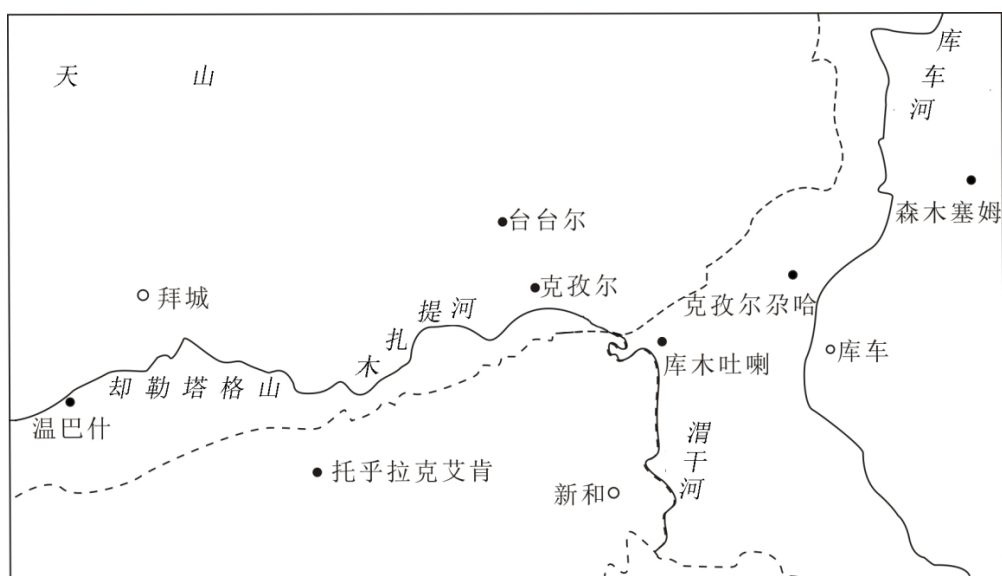 天山
库车河
森木塞姆
台台尔
克孜尔
克孜尔尕哈
拜城
木扎提河
库木吐喇
库车
却勒塔格山
温巴什
托乎拉克艾肯
渭干河
新和